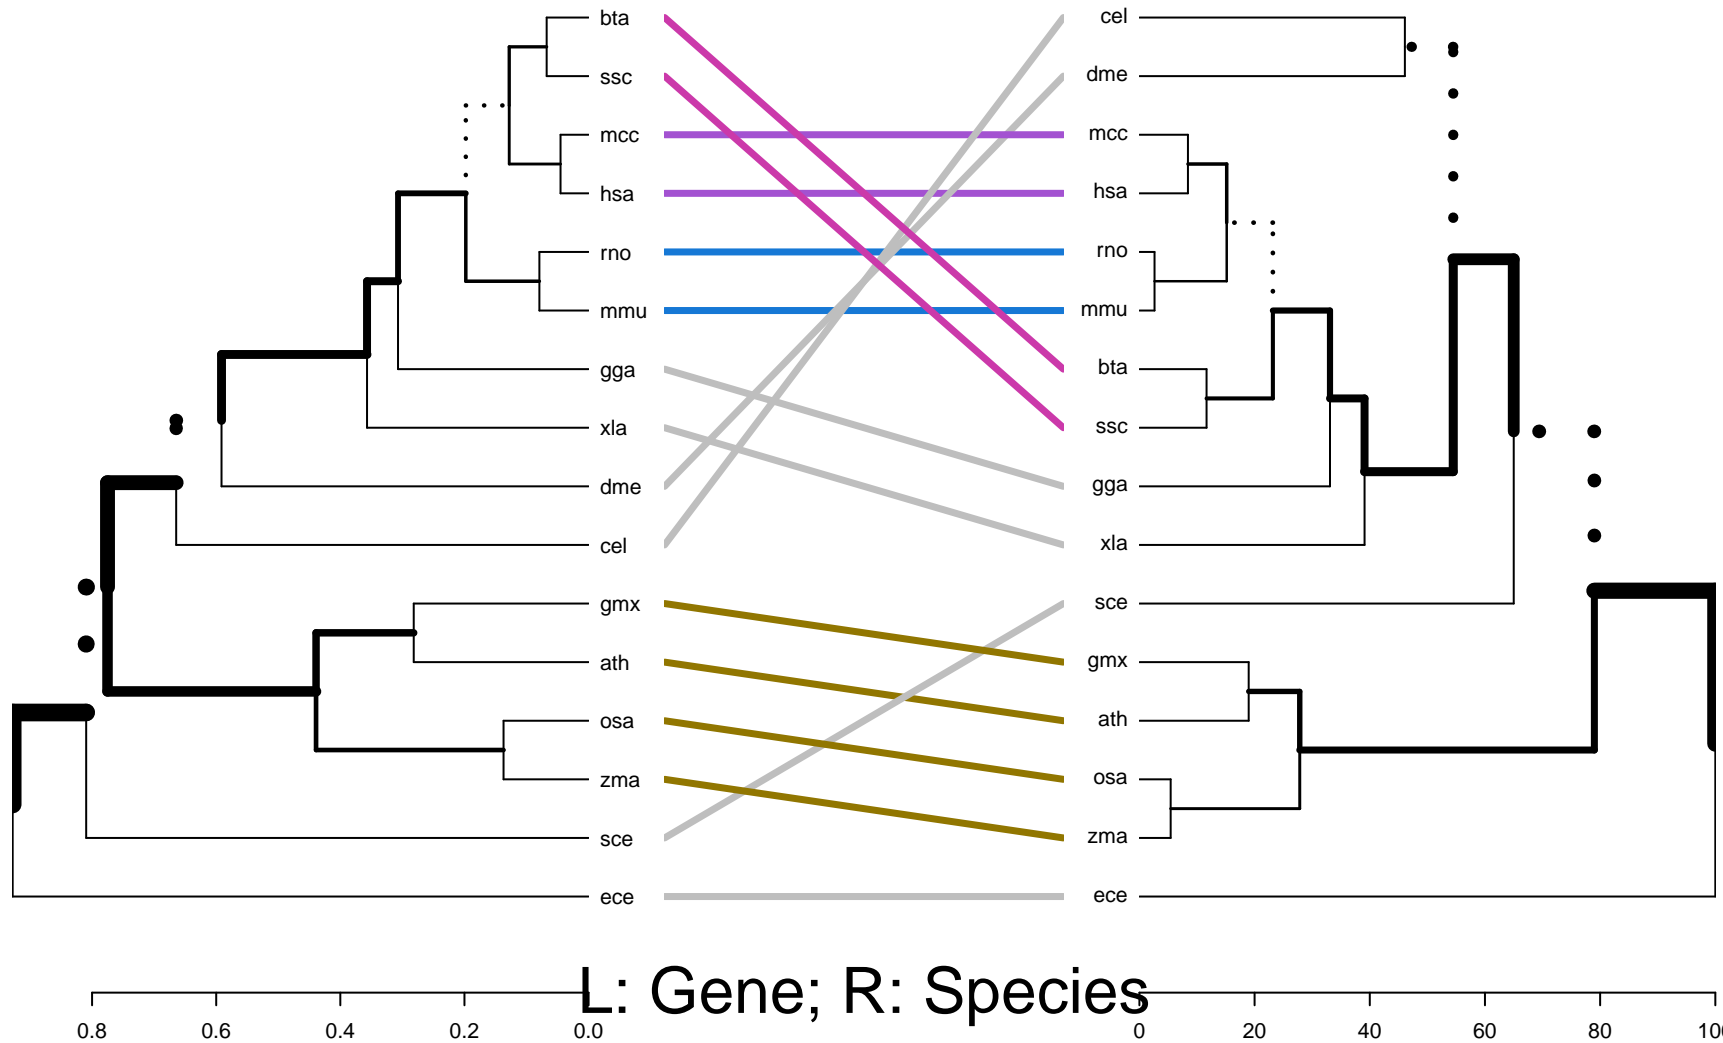 bta cel
ssc dme
mcc mcc
hsa hsa
rno rno
mmu mmu
gga bta
xla ssc
dme gga
cel xla
gmx sce
ath gmx
osa ath
zma osa
sce zma
ece ece
L: Gene; R: Species
0.8 0.6 0.4 0.2 0.0 0 20 40 60 80 100